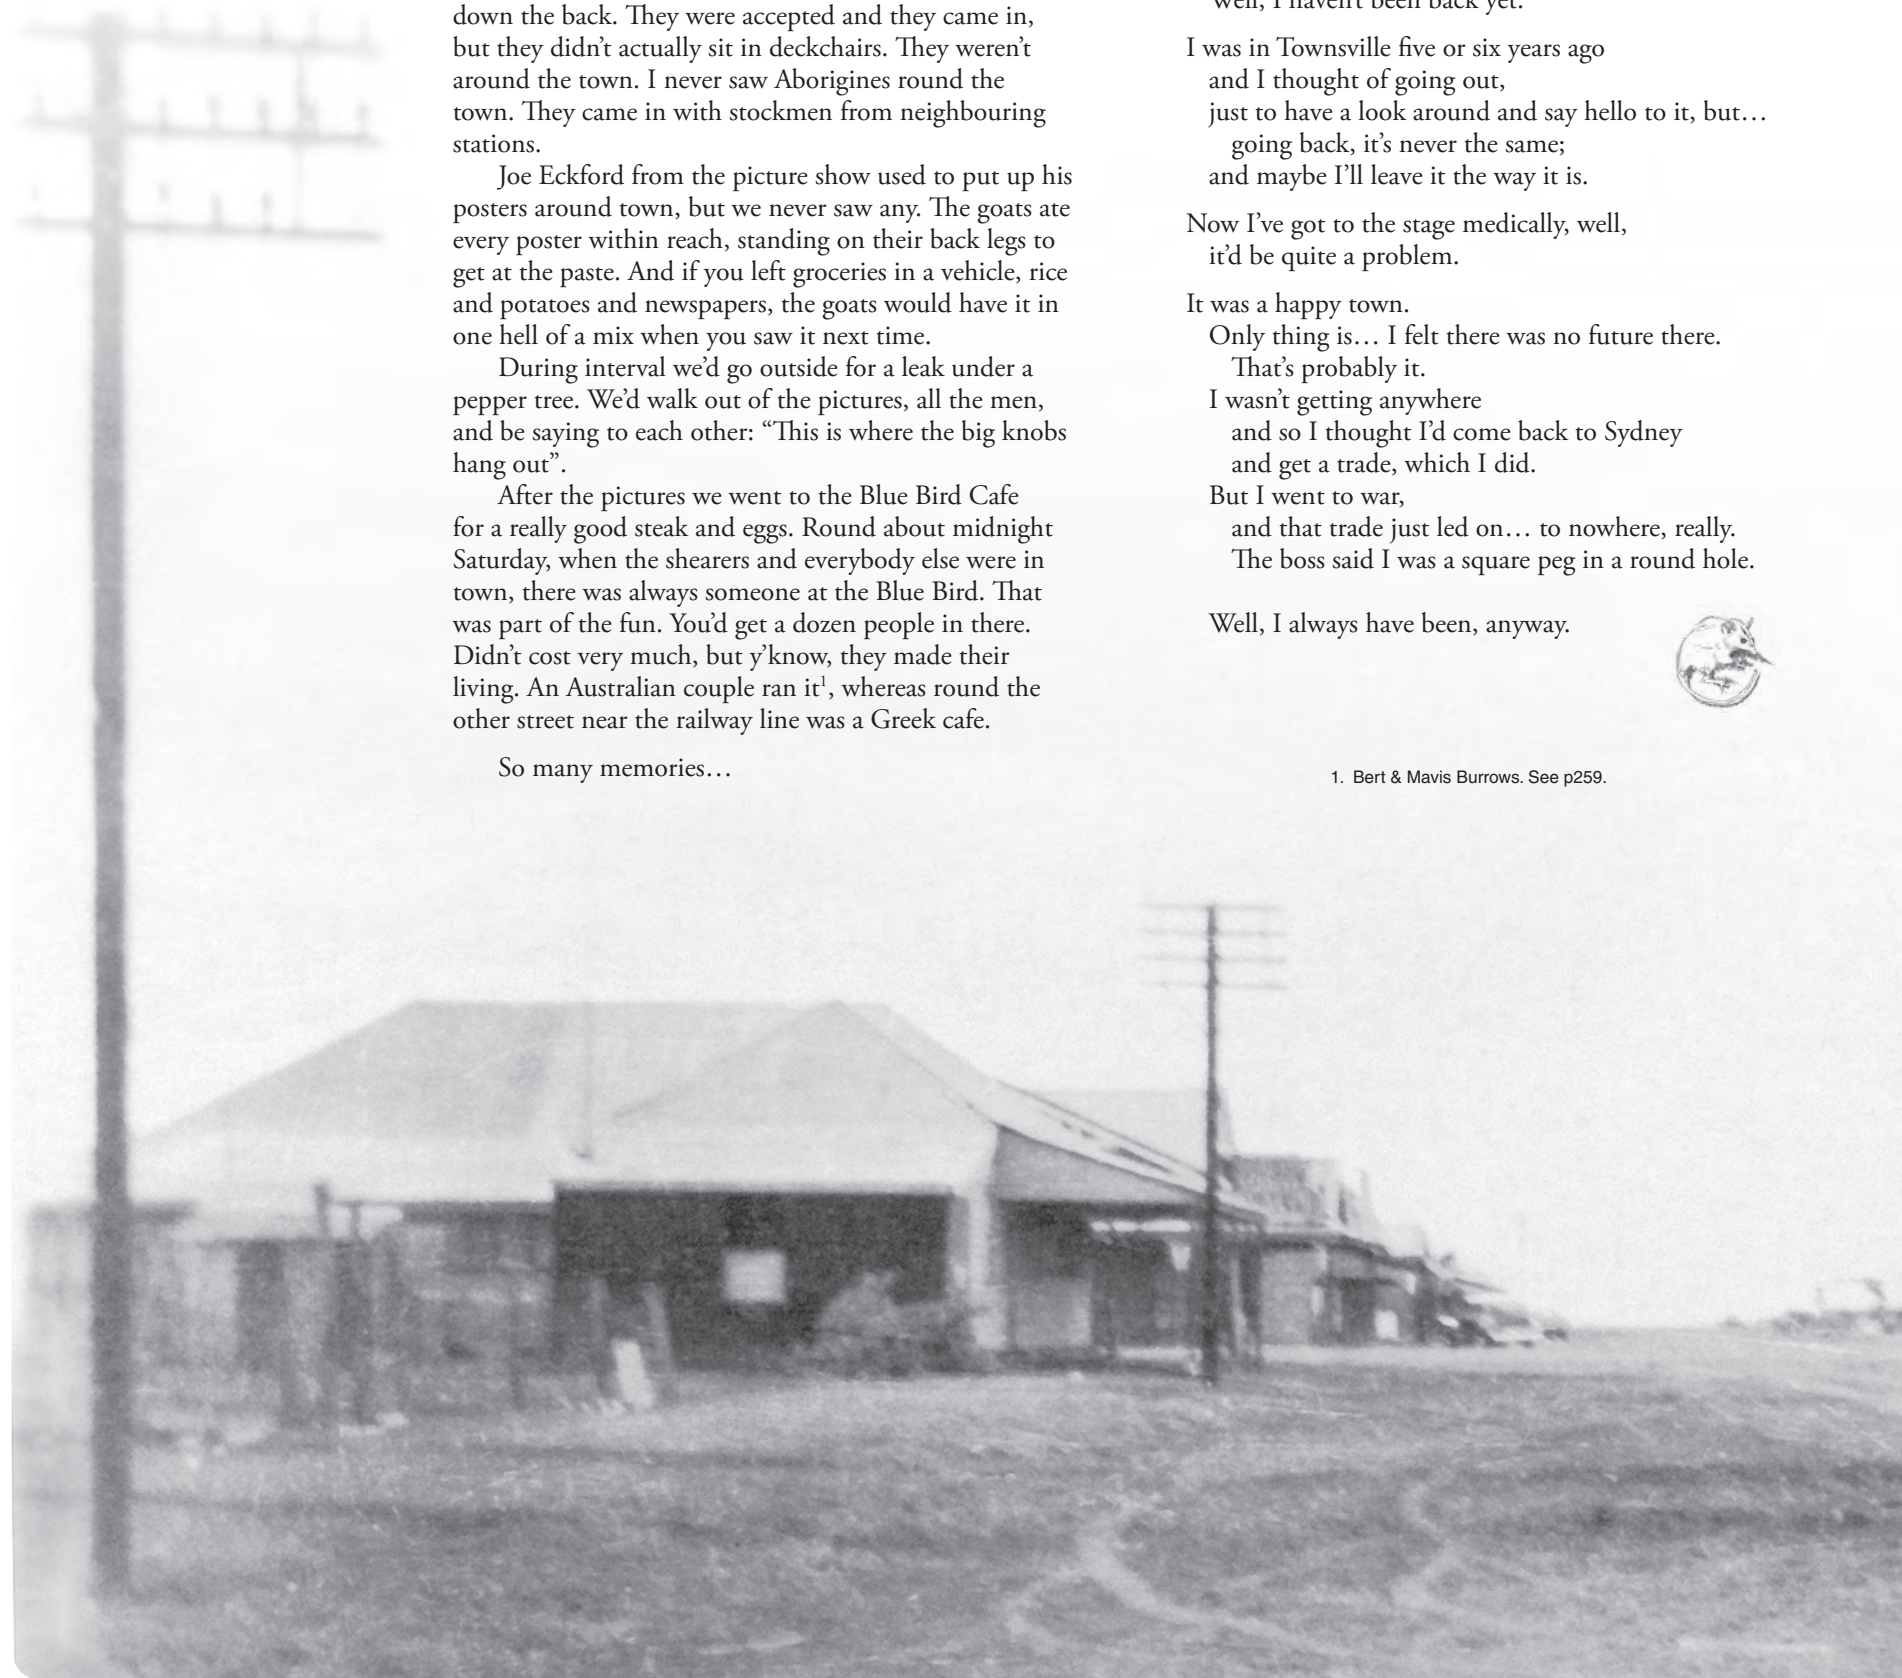 down the back. They were accepted and they came in,
but they didn’t actually sit in deckchairs. They weren’t
around the town. I never saw Aborigines round the
town. They came in with stockmen from neighbouring
stations.
Joe Eckford from the picture show used to put up his
posters around town, but we never saw any. The goats ate
every poster within reach, standing on their back legs to
get at the paste. And if you left groceries in a vehicle, rice
and potatoes and newspapers, the goats would have it in
one hell of a mix when you saw it next time.
During interval we’d go outside for a leak under a
pepper tree. We’d walk out of the pictures, all the men,
and be saying to each other: “This is where the big knobs
hang out”.
After the pictures we went to the Blue Bird Cafe
for a really good steak and eggs. Round about midnight
Saturday, when the shearers and everybody else were in
town, there was always someone at the Blue Bird. That
was part of the fun. You’d get a dozen people in there.
Didn’t cost very much, but y’know, they made their
living. An Australian couple ran it¹, whereas round the
other street near the railway line was a Greek cafe.
So many memories…
Well, I haven’t been back yet.
I was in Townsville five or six years ago
and I thought of going out,
just to have a look around and say hello to it, but…
going back, it’s never the same;
and maybe I’ll leave it the way it is.
Now I’ve got to the stage medically, well,
it’d be quite a problem.
It was a happy town.
Only thing is… I felt there was no future there.
That’s probably it.
I wasn’t getting anywhere
and so I thought I’d come back to Sydney
and get a trade, which I did.
But I went to war,
and that trade just led on… to nowhere, really.
The boss said I was a square peg in a round hole.
Well, I always have been, anyway.
1. Bert & Mavis Burrows. See p259.